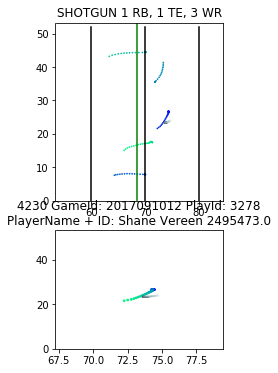 SHOTGUN 1 RB, 1 TE, 3 WR
50
40
30
20
10
0
60 70 80
4230 GameId: 2017091012 PlayId: 3278
PlayerName + ID: Shane Vereen 2495473.0
40
20
0
67.5 70.0 72.5 75.0 77.5